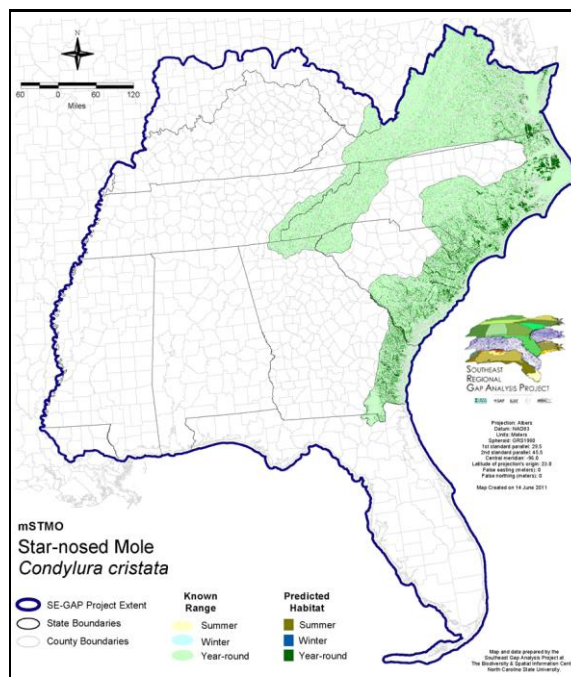 N
60 0 60 120
Miles
SOUTHEAST
REGIONAL
GAP ANALYSIS PROJECT
Projection: Albers
Datum: NAD83
Units: Meters
Spheroid: GRS1980
1st standard parallel: 29.5
2nd standard parallel: 45.5
Central meridian: -96.0
Latitude of projection's origin: 23.0
False easting (meters): 0
False northing (meters): 0
Map Created on 14 June 2011
mSTMO
Star-nosed Mole
Condylura cristata
SE-GAP Project Extent
State Boundaries
County Boundaries
Known
Range
Summer
Winter
Year-round
Predicted
Habitat
Summer
Winter
Year-round
Map and data prepared by the
Southeast Gap Analysis Project at
The Biodiversity & Spatial Information Center
North Carolina State University.